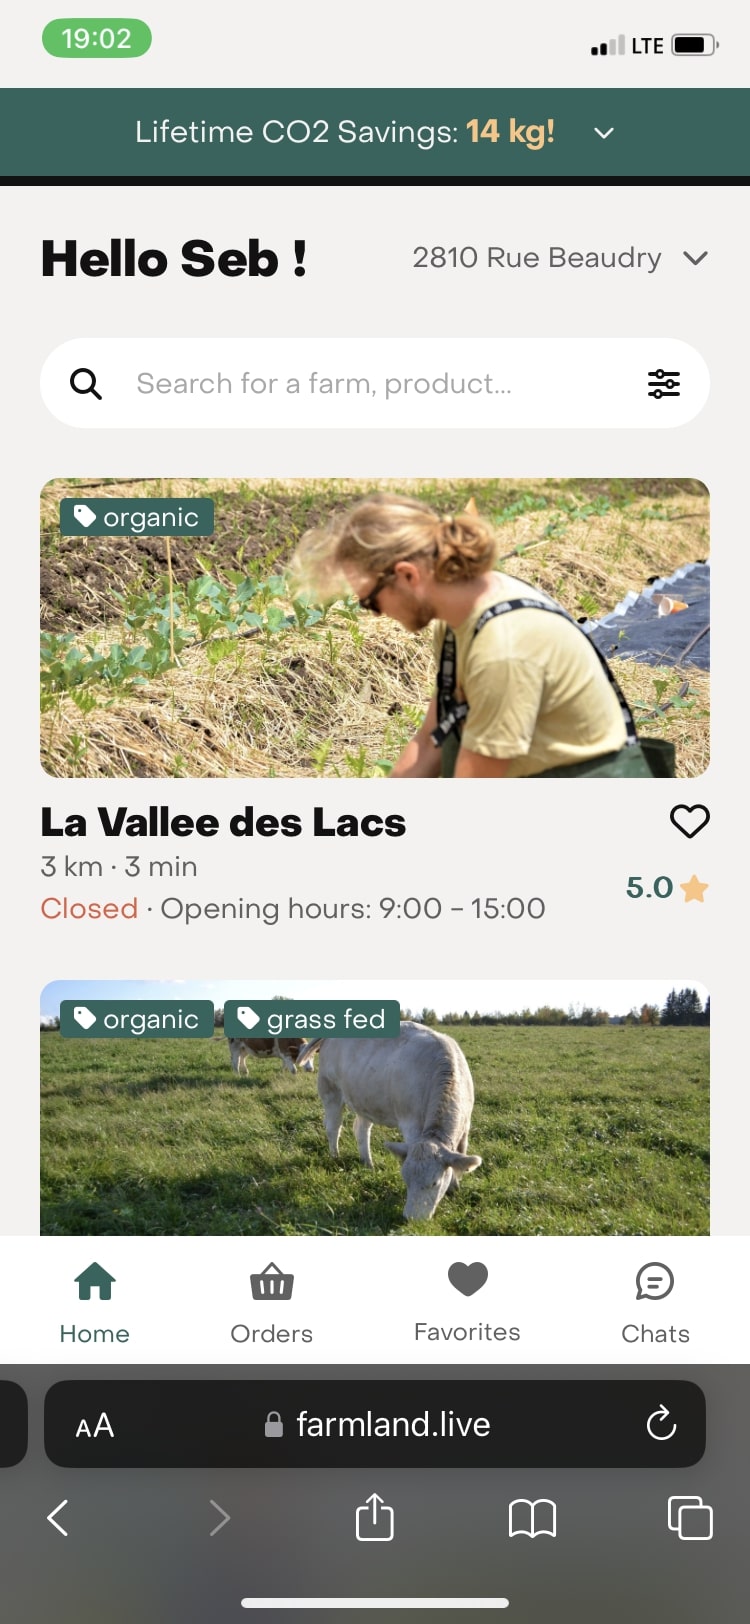 19:02
LTE
Lifetime CO2 Savings: 14 kg!
Hello Seb !
2810 Rue Beaudry
Search for a farm, product...
organic
La Vallee des Lacs
3 km · 3 min
5.0
Closed · Opening hours: 9:00 – 15:00
organic
grass fed
Home
Orders
Favorites
Chats
AA
farmland.live